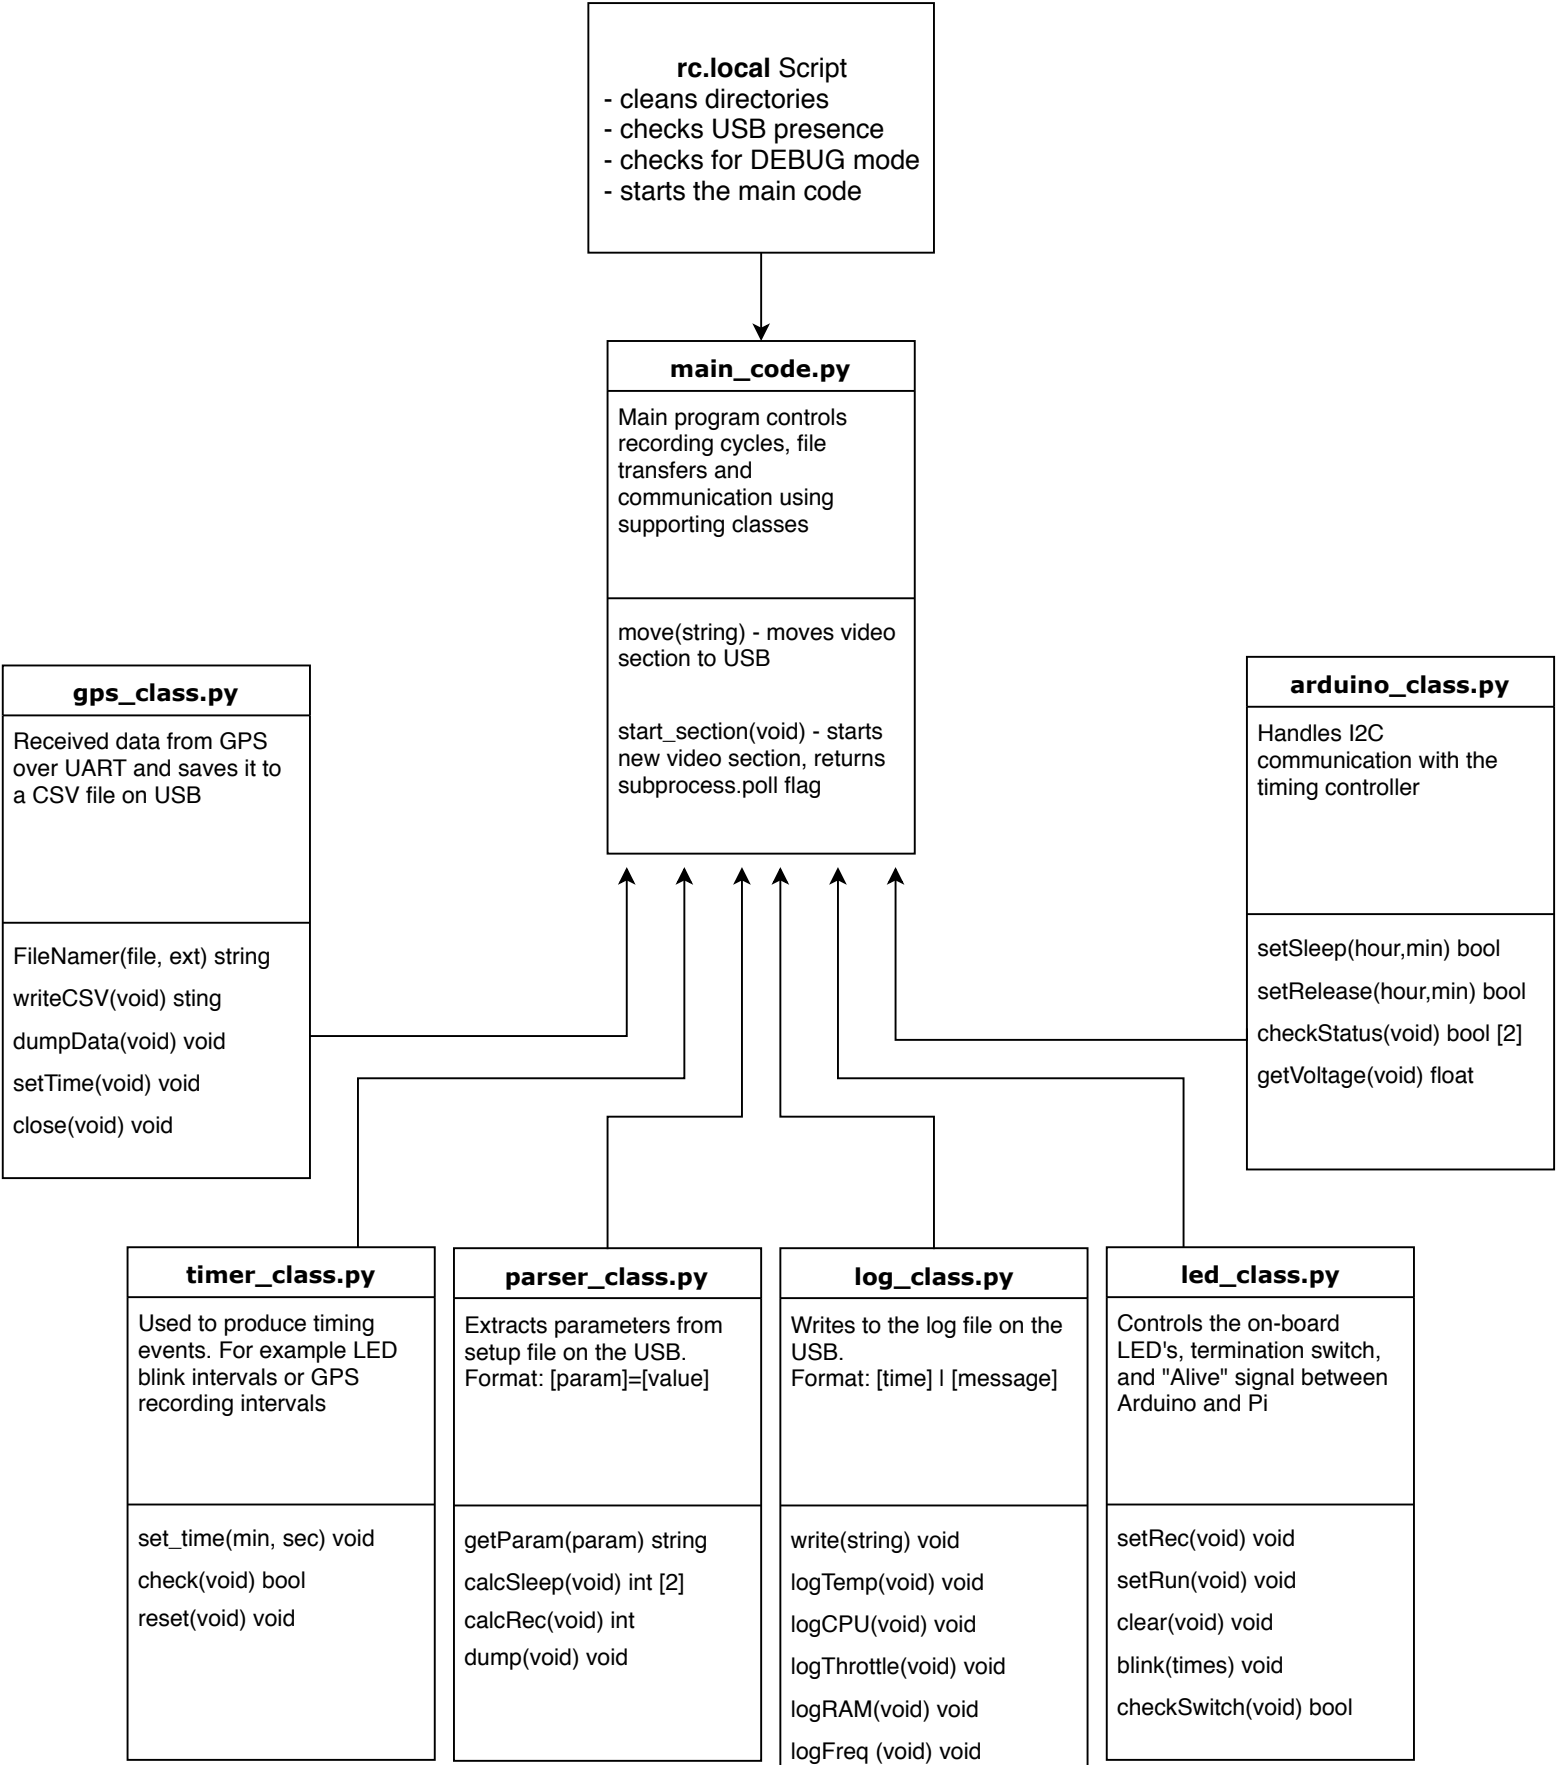 rc.local Script
- cleans directories
- checks USB presence
- checks for DEBUG mode
- starts the main code
main_code.py
Main program controls
recording cycles, file
transfers and
communication using
supporting classes
move(string) - moves video
section to USB
start_section(void) - starts
new video section, returns
subprocess.poll flag
gps_class.py
Received data from GPS
over UART and saves it to
a CSV file on USB
FileNamer(file, ext) string
writeCSV(void) sting
dumpData(void) void
setTime(void) void
close(void) void
arduino_class.py
Handles I2C
communication with the
timing controller
setSleep(hour,min) bool
setRelease(hour,min) bool
checkStatus(void) bool [2]
getVoltage(void) float
timer_class.py
Used to produce timing
events. For example LED
blink intervals or GPS
recording intervals
set_time(min, sec) void
check(void) bool
reset(void) void
parser_class.py
Extracts parameters from
setup file on the USB.
Format: [param]=[value]
getParam(param) string
calcSleep(void) int [2]
calcRec(void) int
dump(void) void
log_class.py
Writes to the log file on the
USB.
Format: [time] | [message]
write(string) void
logTemp(void) void
logCPU(void) void
logThrottle(void) void
logRAM(void) void
logFreq (void) void
led_class.py
Controls the on-board
LED's, termination switch,
and "Alive" signal between
Arduino and Pi
setRec(void) void
setRun(void) void
clear(void) void
blink(times) void
checkSwitch(void) bool